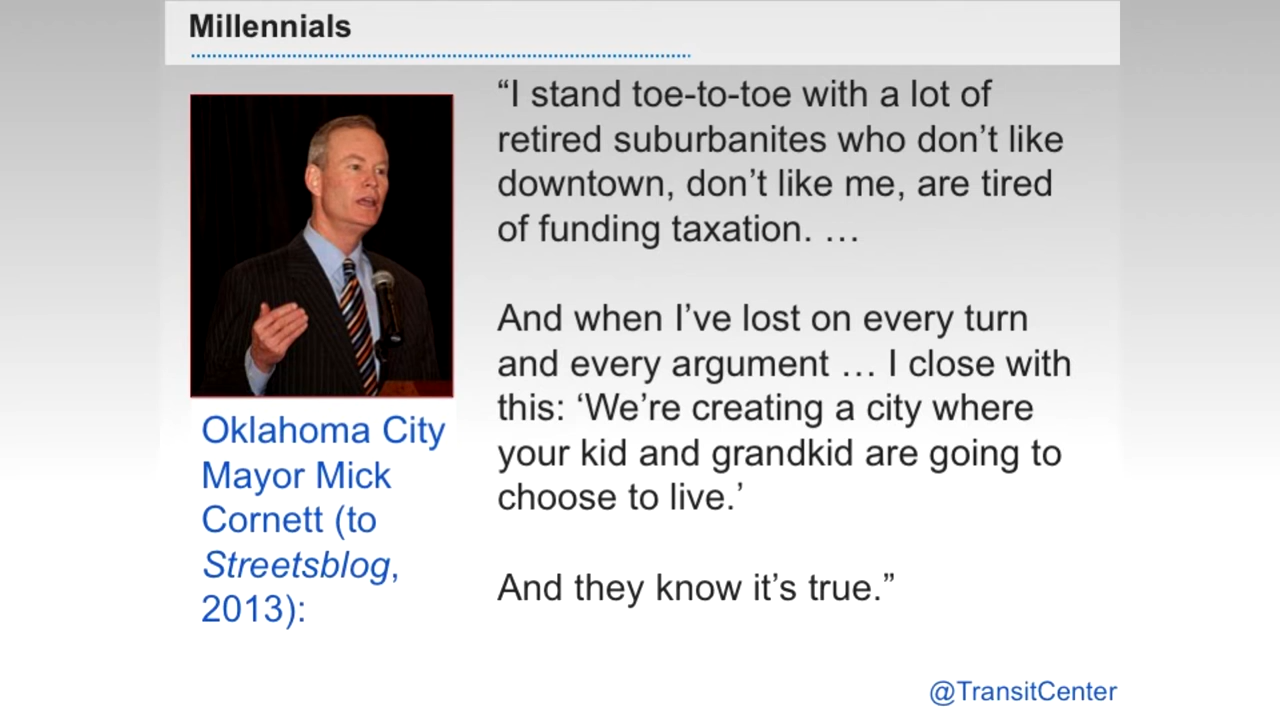 Millennials
“I stand toe-to-toe with a lot of
retired suburbanites who don’t like
downtown, don’t like me, are tired
of funding taxation. …
And when I’ve lost on every turn
and every argument … I close with
this: ‘We’re creating a city where
your kid and grandkid are going to
choose to live.’
And they know it’s true.”
Oklahoma City
Mayor Mick
Cornett (to
Streetsblog,
2013):
@TransitCenter